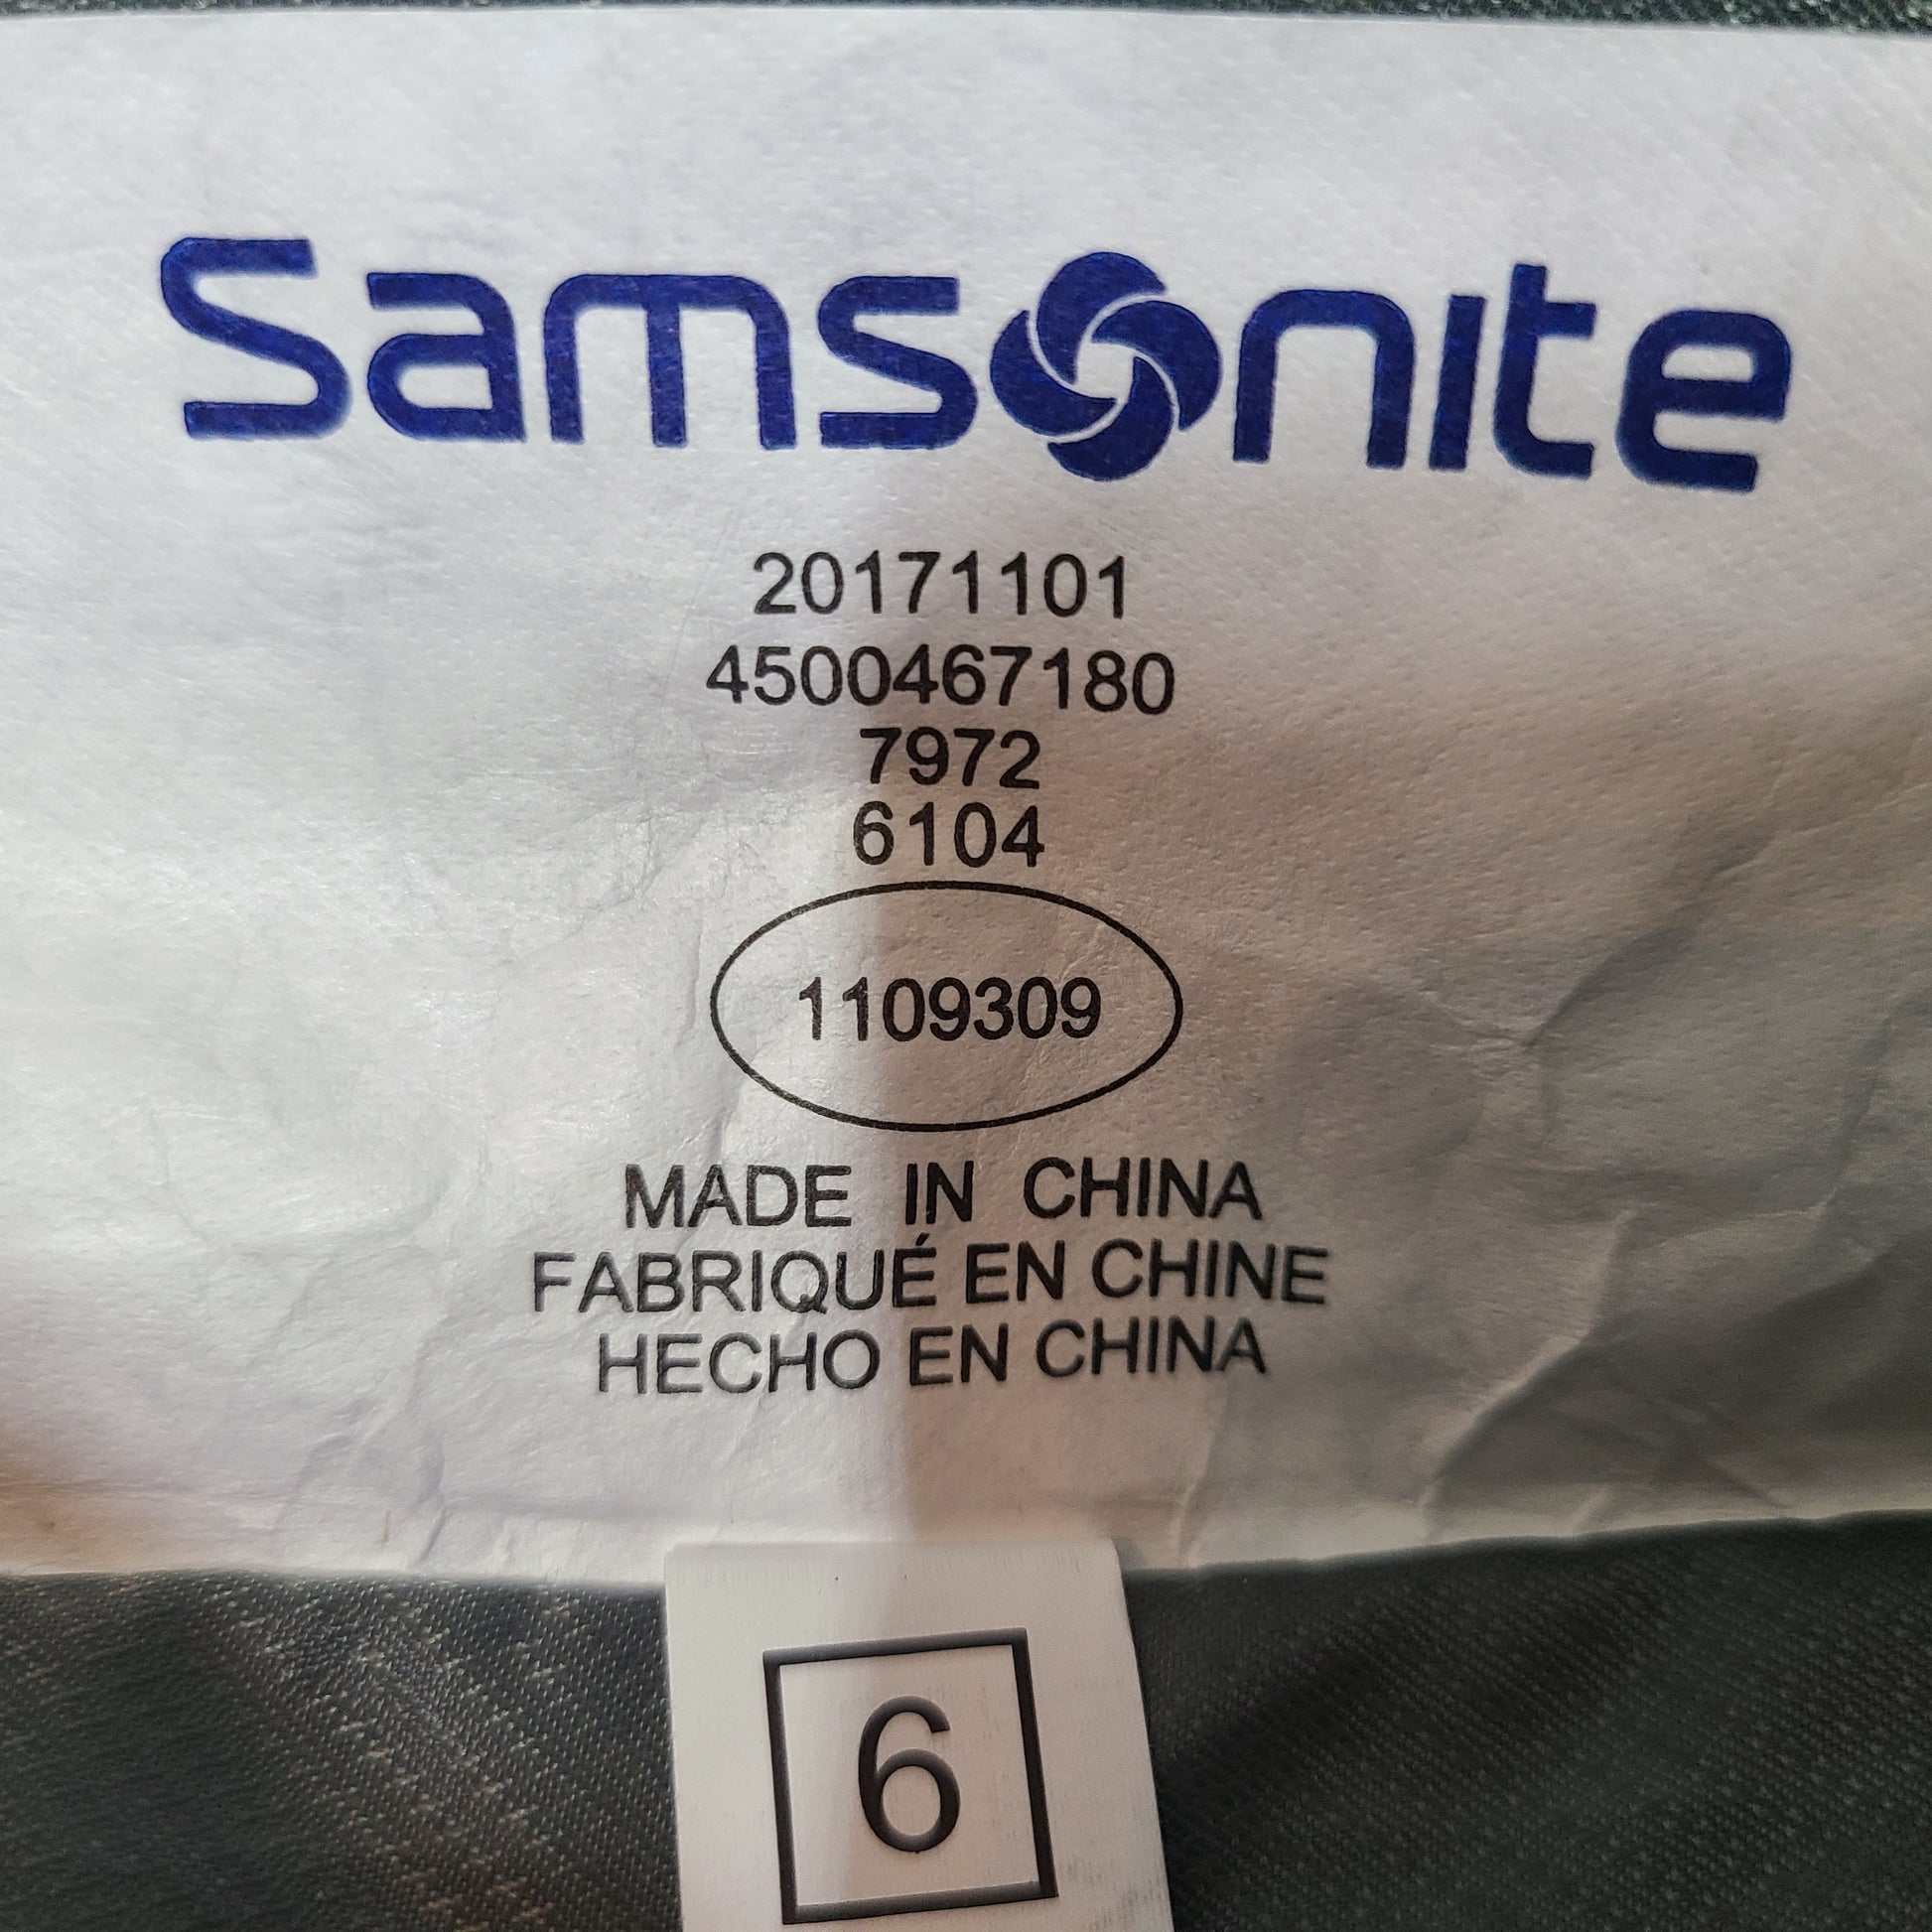 Samsonite
20171101
4500467180
7972
6104
1109309
MADE IN CHINA
FABRIQUÉ EN CHINE
HECHO EN CHINA
6